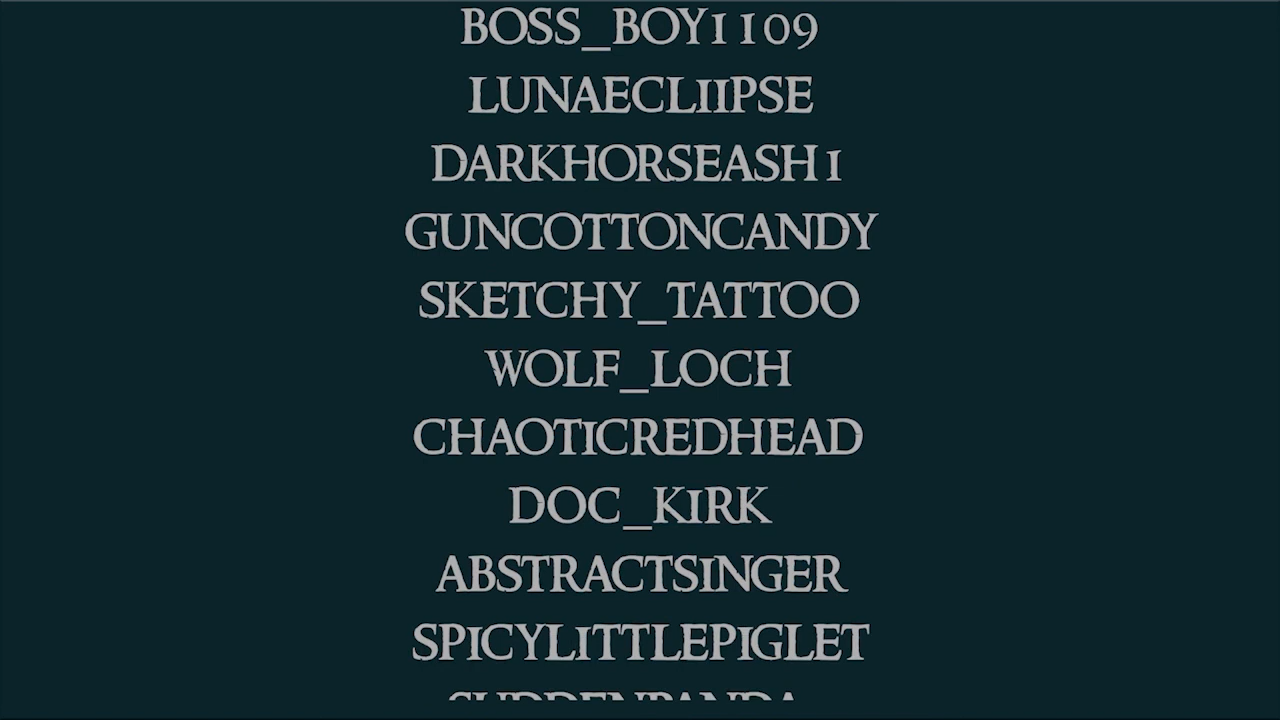 BOSS_BOY1109
LUNAECLIIPSE
DARKHORSEASH1
GUNCOTTONCANDY
SKETCHY_TATTOO
WOLF_LOCH
CHAOTICREDHEAD
DOC_KIRK
ABSTRACTSINGER
SPICYLITTLEPIGLET